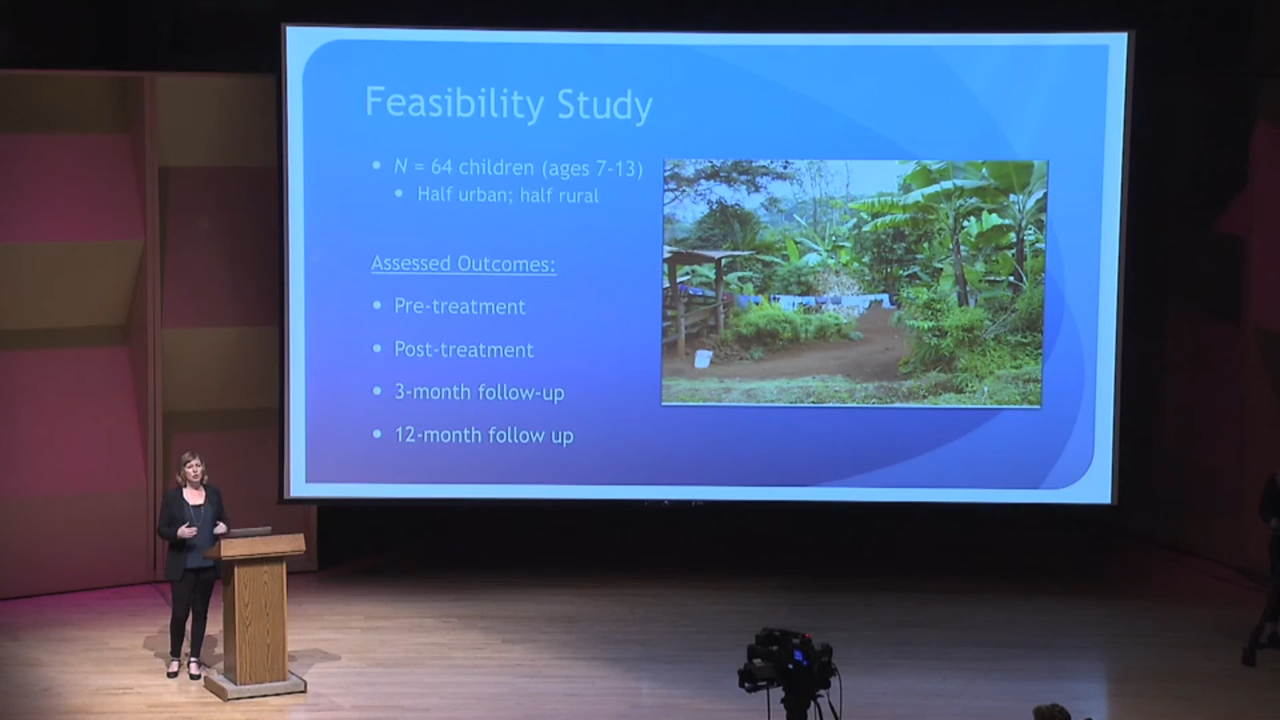 Feasibility Study
• N = 64 children (ages 7-13)
• Half urban; half rural
Assessed Outcomes:
• Pre-treatment
• Post-treatment
• 3-month follow-up
• 12-month follow up